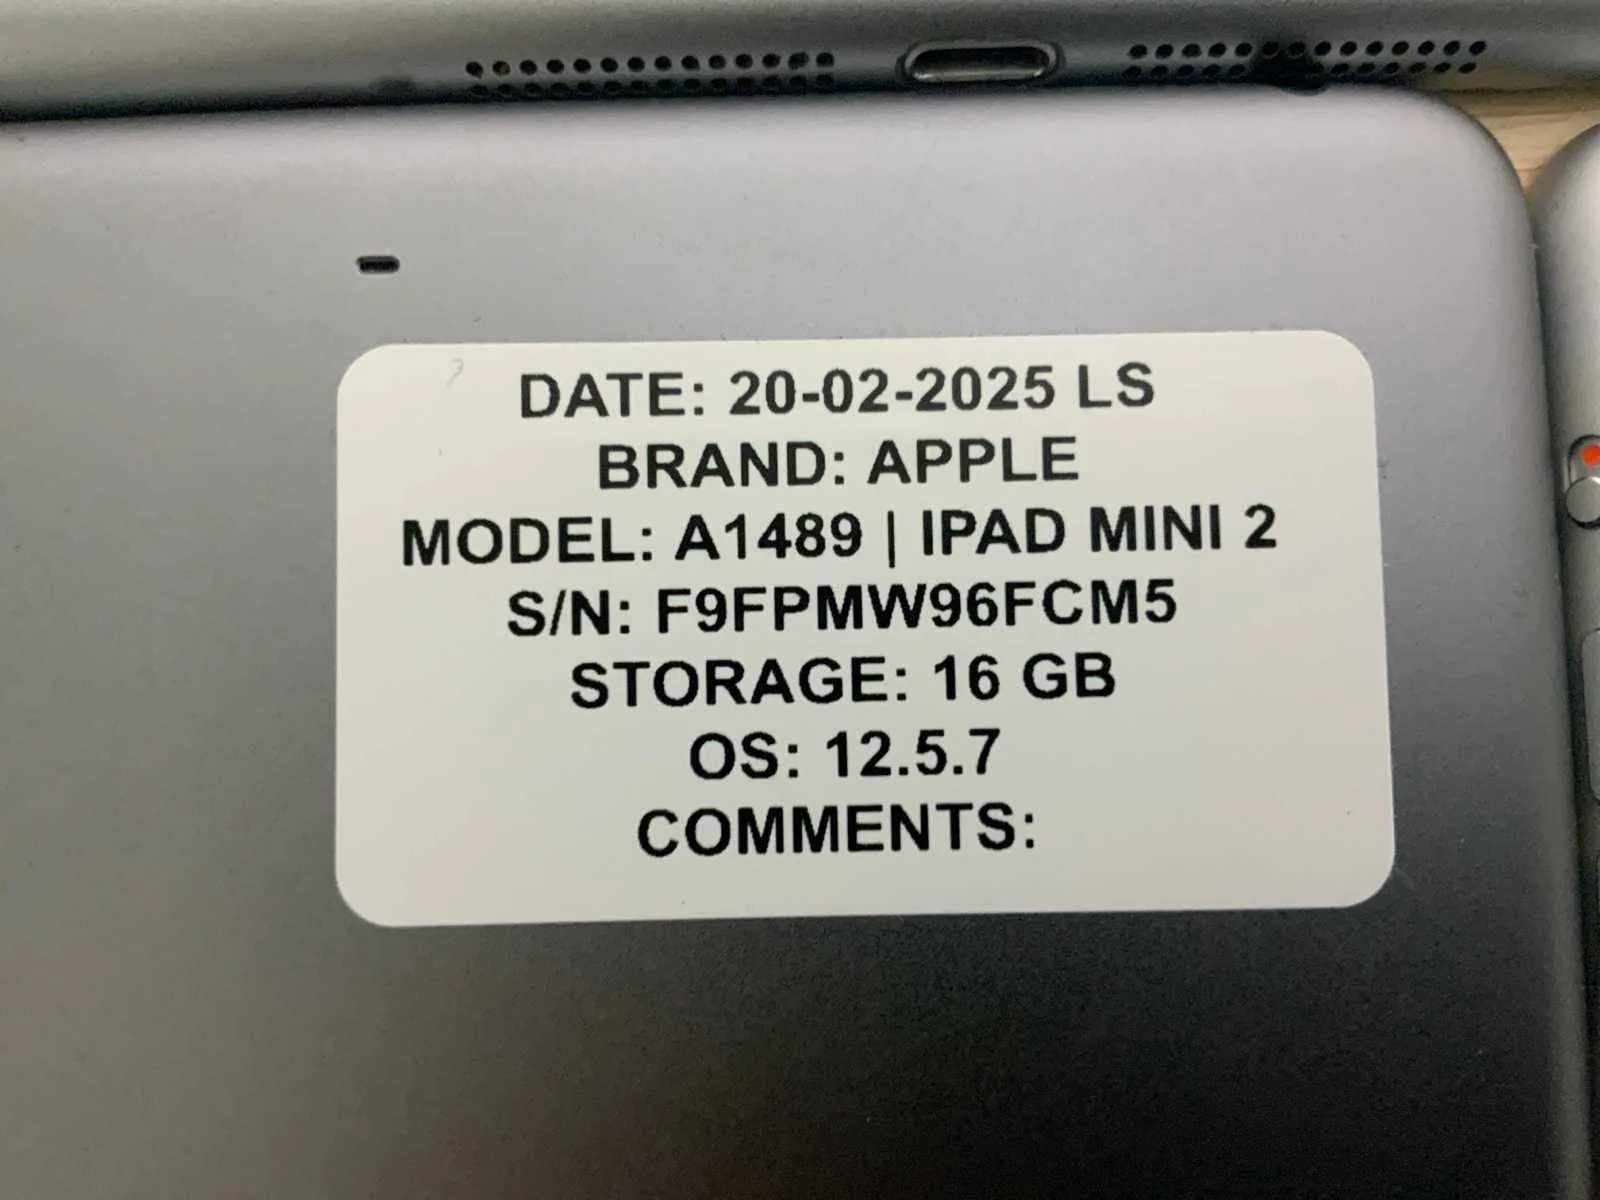 DATE: 20-02-2025 LS
BRAND: APPLE
MODEL: A1489 | IPAD MINI 2
S/N: F9FPMW96FCM5
STORAGE: 16 GB
OS: 12.5.7
COMMENTS: